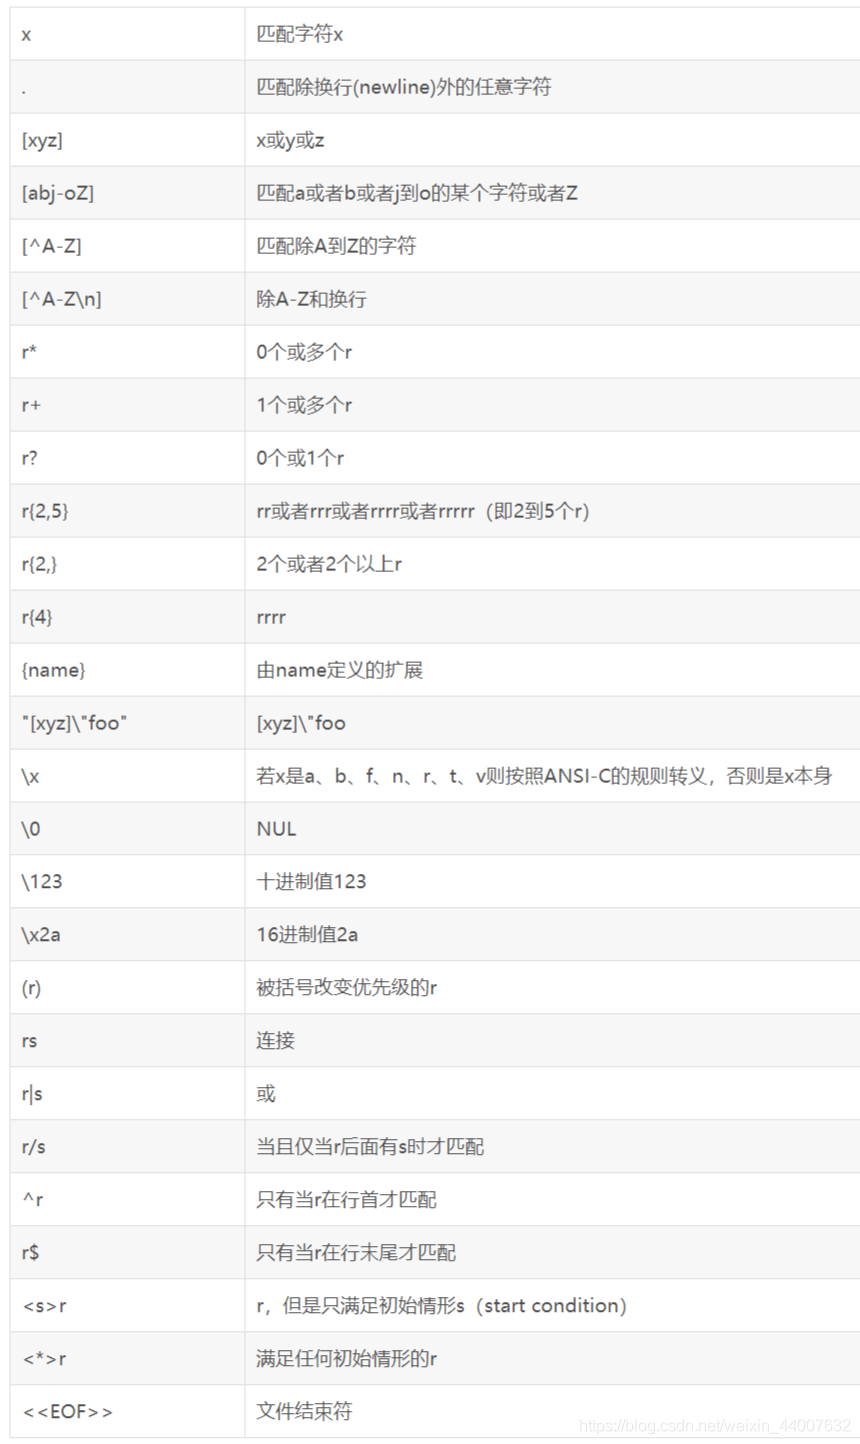 x 匹配字符x
. 匹配除换行(newline)外的任意字符
[xyz] x或y或z
[abj-oZ] 匹配a或者b或者j到o的某个字符或者Z
[^A-Z] 匹配除A到Z的字符
[^A-Z\n] 除A-Z和换行
r* 0个或多个r
r+ 1个或多个r
r? 0个或1个r
r{2,5} rr或者rrr或者rrrr或者rrrrr（即2到5个r）
r{2,} 2个或者2个以上r
r{4} rrrr
{name} 由name定义的扩展
"[xyz]\"foo" [xyz]\"foo
\x 若x是a、b、f、n、r、t、v则按照ANSI-C的规则转义，否则是x本身
\0 NUL
\123 十进制值123
\x2a 16进制值2a
(r) 被括号改变优先级的r
rs 连接
r|s 或
r/s 当且仅当r后面有s时才匹配
^r 只有当r在行首才匹配
r$ 只有当r在行末尾才匹配
<s>r r，但是只满足初始情形s（start condition）
<*>r 满足任何初始情形的r
<<EOF>> 文件结束符
https://blog.csdn.net/weixin_44007632